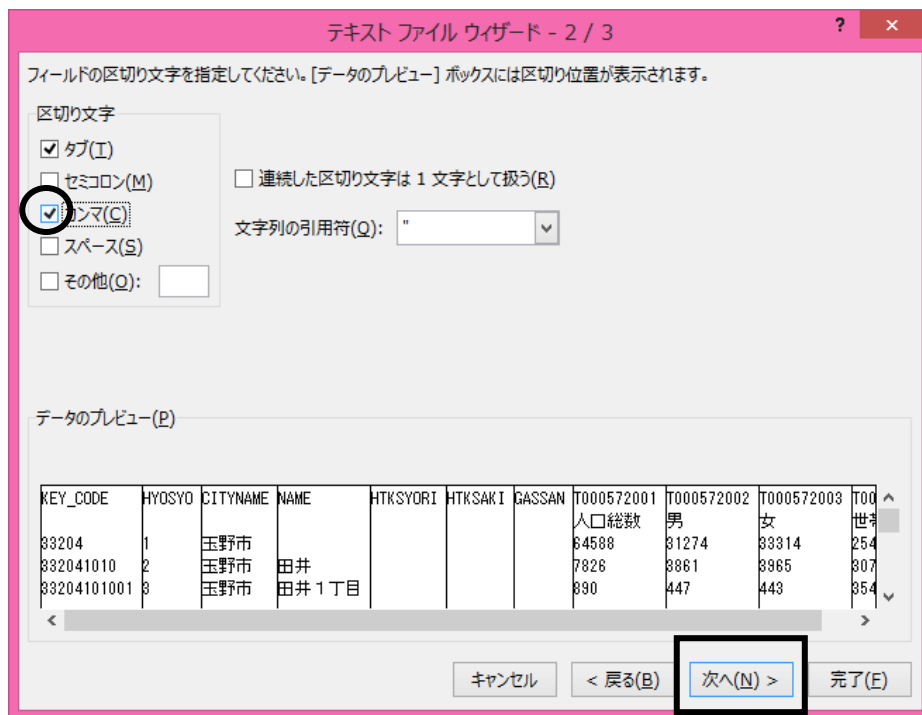 テキスト ファイル ウィザード - 2 / 3
? ×
フィールドの区切り文字を指定してください。[データのプレビュー] ボックスには区切り位置が表示されます。
区切り文字
タブ(T)
セミコロン(M)
カンマ(C)
スペース(S)
その他(O):
連続した区切り文字は 1 文字として扱う(R)
文字列の引用符(Q): "
データのプレビュー(P)
KEY_CODE HYOSYO CITYNAME NAME HTKSYORI HTKSAKI GASSAN T000572001 T000572002 T000572003 T00
人口総数 男 女 世帯
33204 1 玉野市 64588 31274 33314 254
332041010 2 玉野市 田井 7826 3861 3965 307
33204101001 3 玉野市 田井1丁目 890 447 443 354
キャンセル < 戻る(B) 次へ(N) > 完了(F)